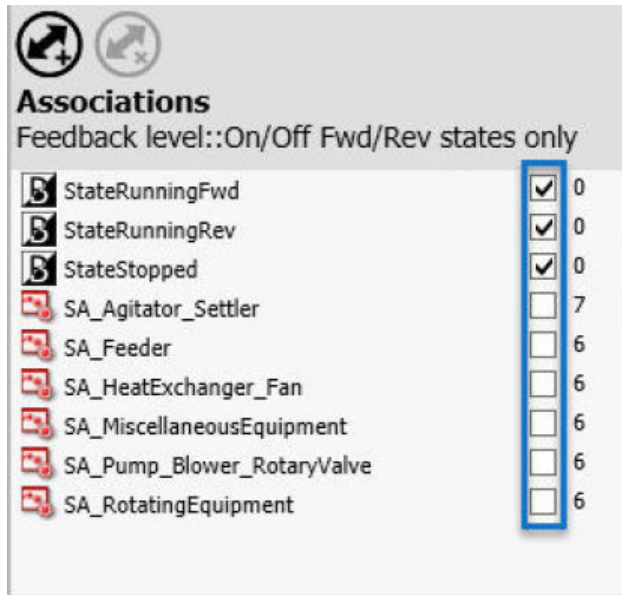 Associations
Feedback level::On/Off Fwd/Rev states only
StateRunningFwd 0
StateRunningRev 0
StateStopped 0
SA_Agitator_Settler 7
SA_Feeder 6
SA_HeatExchanger_Fan 6
SA_MiscellaneousEquipment 6
SA_Pump_Blower_RotaryValve 6
SA_RotatingEquipment 6